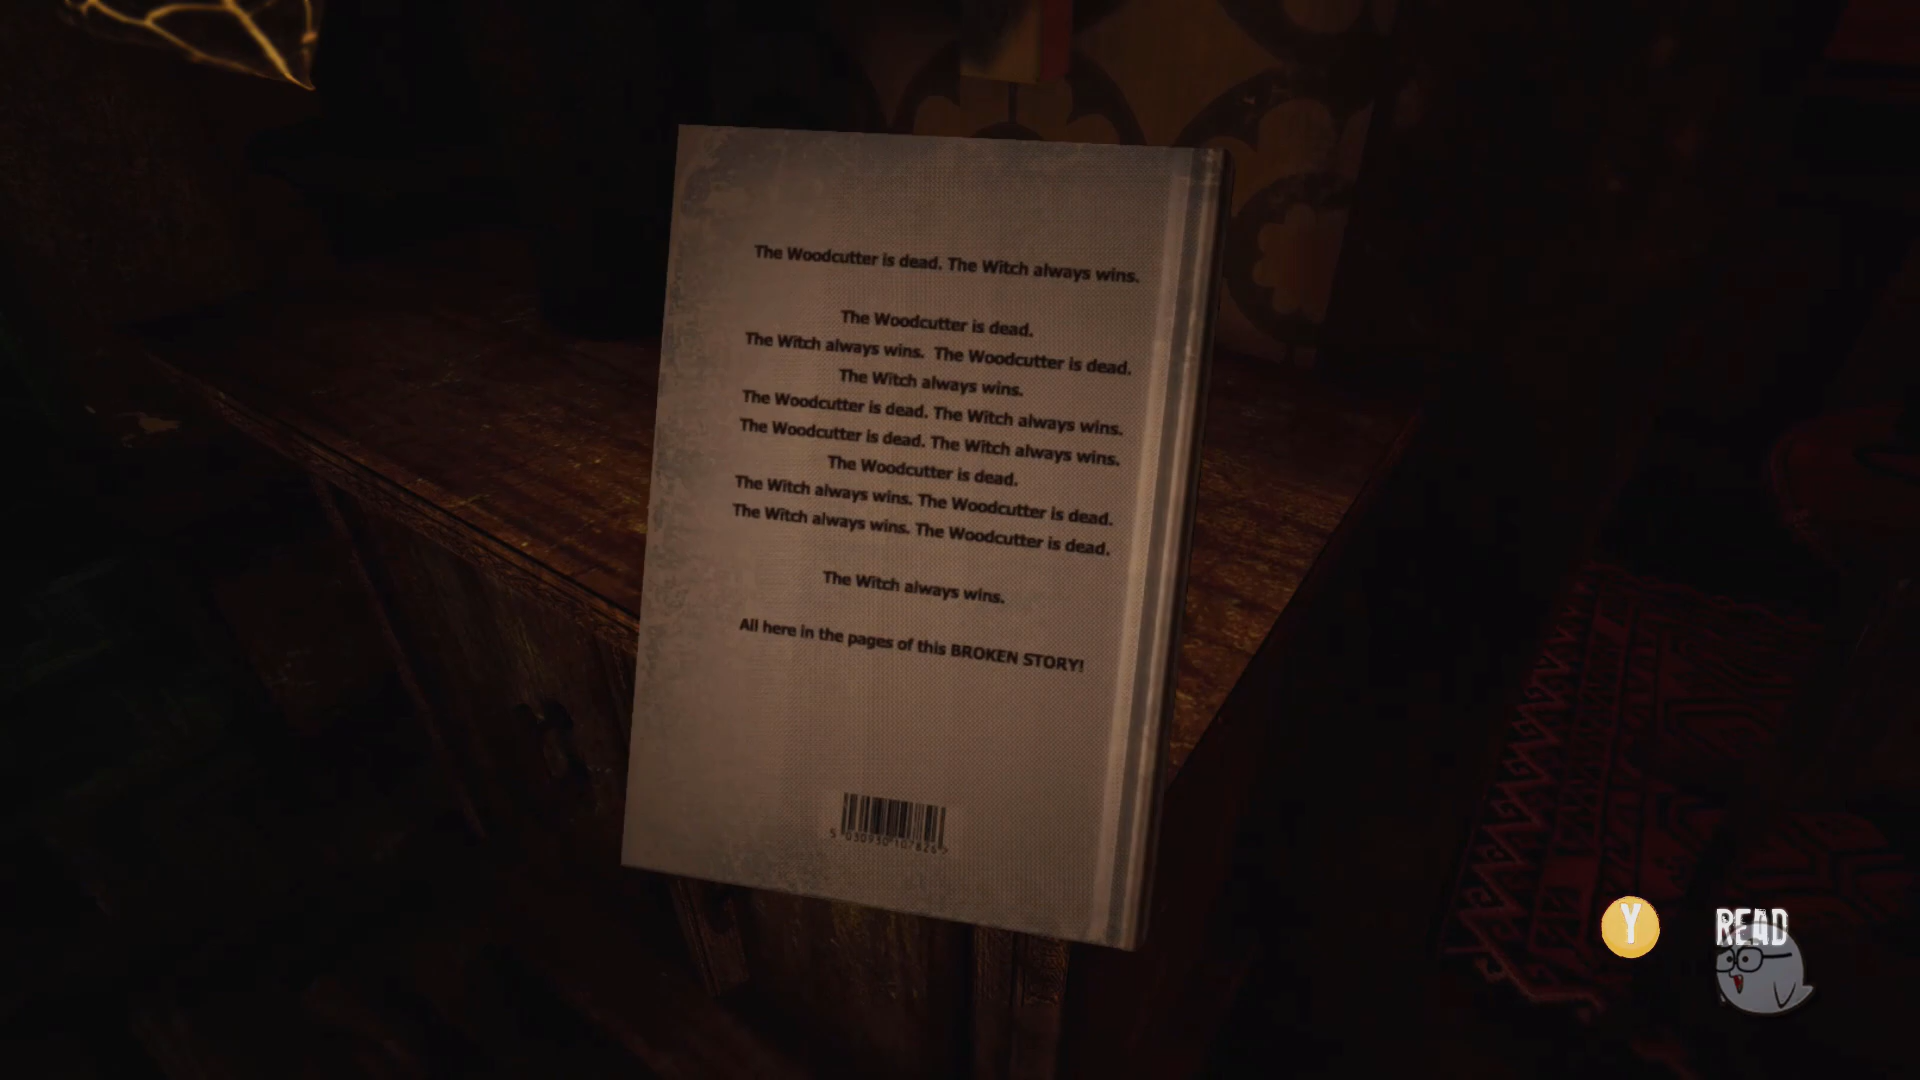 The Woodcutter is dead. The Witch always wins.
The Woodcutter is dead.
The Witch always wins. The Woodcutter is dead.
The Witch always wins.
The Woodcutter is dead. The Witch always wins.
The Woodcutter is dead. The Witch always wins.
The Woodcutter is dead.
The Witch always wins. The Woodcutter is dead.
The Witch always wins. The Woodcutter is dead.
The Witch always wins.
All here in the pages of this BROKEN STORY!
5 030930 107826 >
Y READ